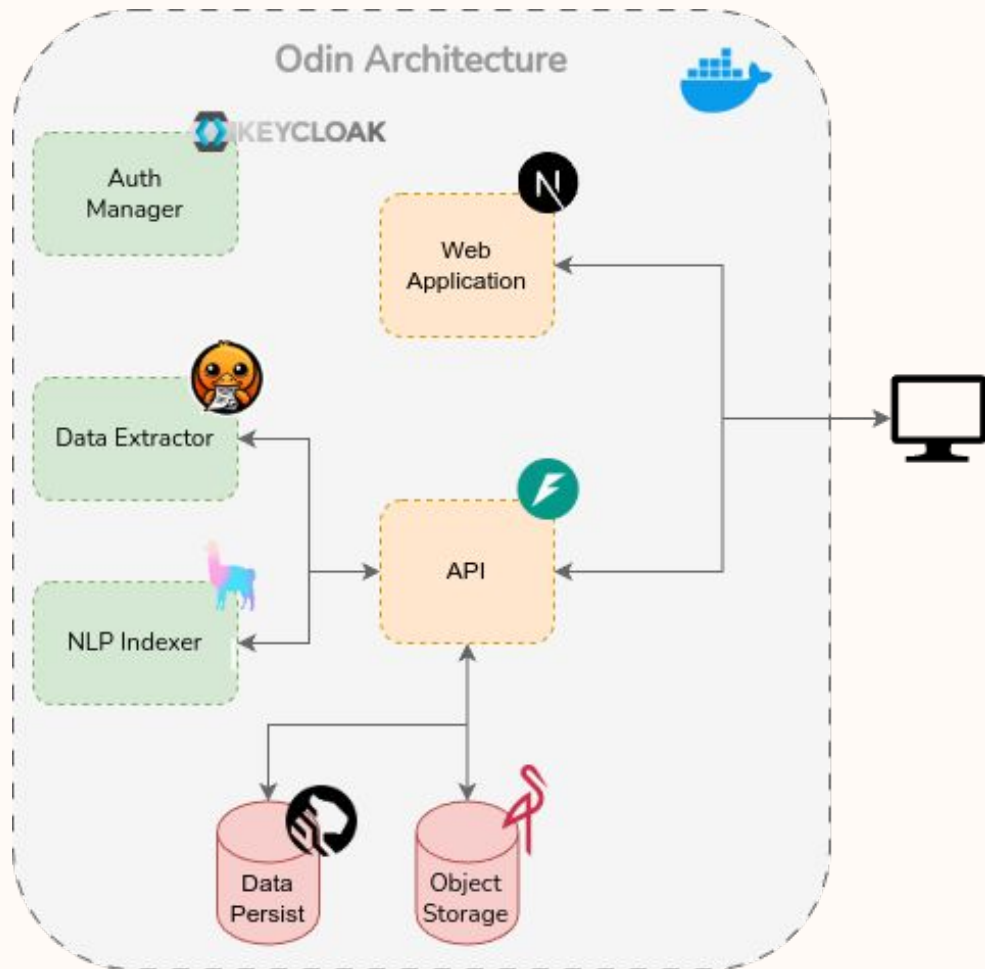 Odin Architecture
KEYCLOAK
Auth
Manager
N
Web
Application
Data Extractor
API
NLP Indexer
Data
Persist
Object
Storage